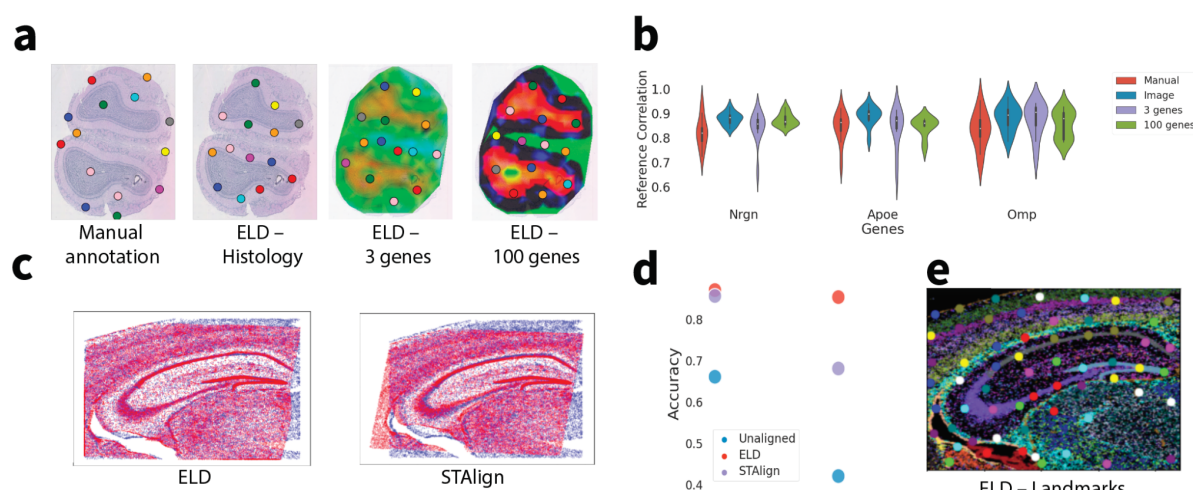 a
Manual
annotation
ELD –
Histology
ELD –
3 genes
ELD –
100 genes
b
Reference Correlation
1.0
0.9
0.8
0.7
0.6
Nrgn
Apoe
Omp
Genes
Manual
Image
3 genes
100 genes
c
ELD
STAlign
d
Accuracy
0.8
0.7
0.6
0.5
0.4
Unaligned
ELD
STAlign
e
ELD – Landmarks